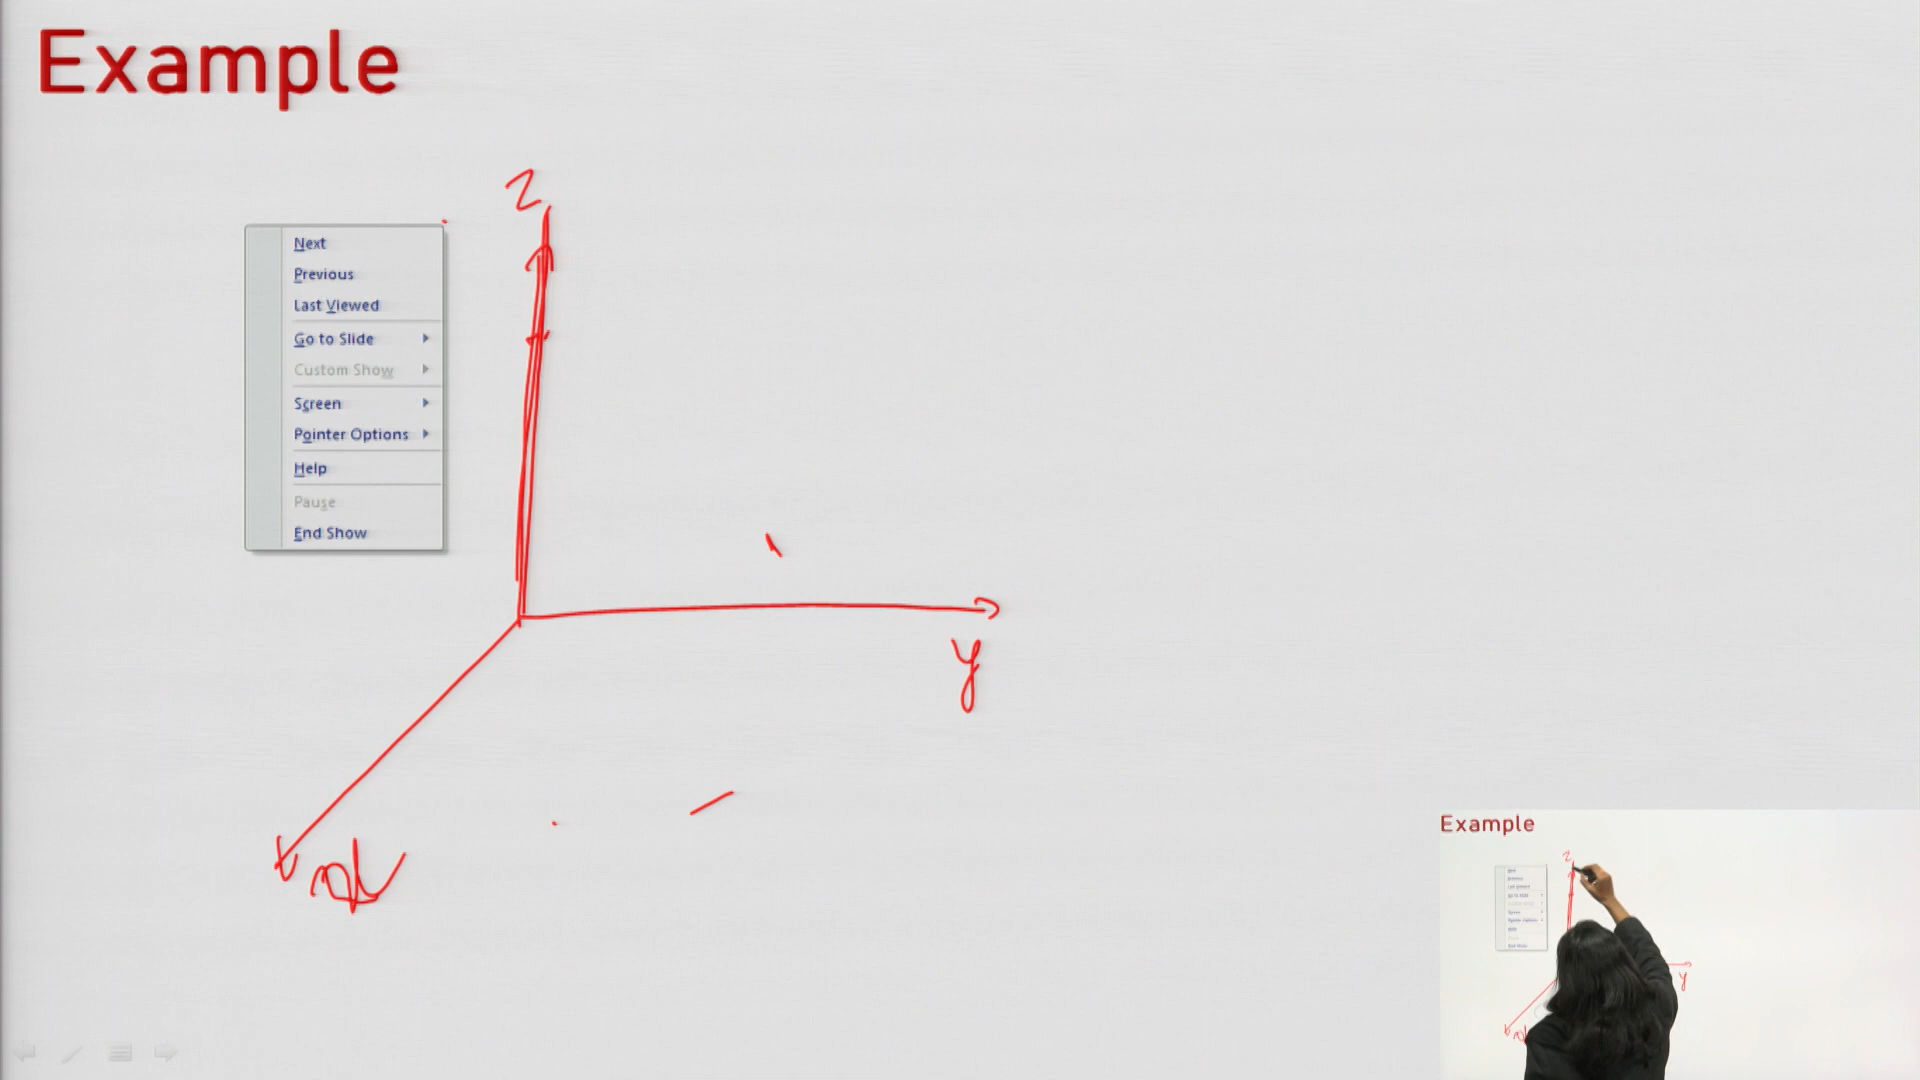 Example
z
Next
Previous
Last Viewed
Go to Slide
Custom Show
Screen
Pointer Options
Help
Pause
End Show
y
x
Example
z
y
x